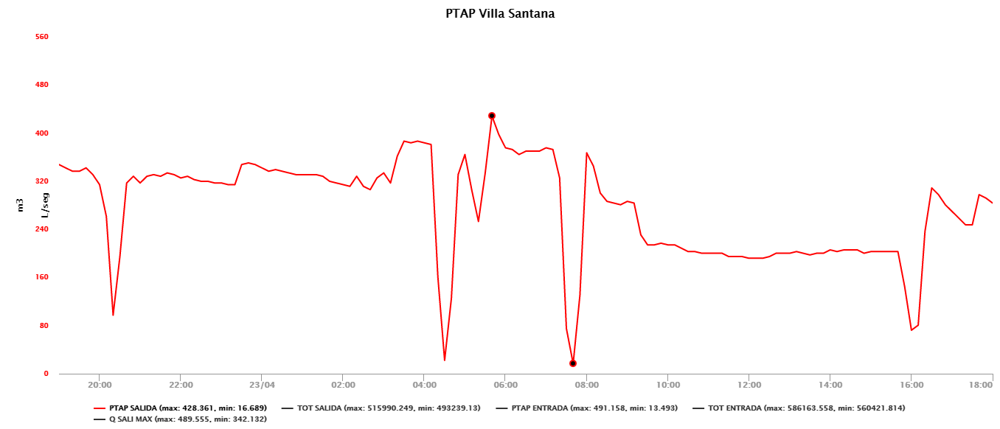 PTAP Villa Santana
560
480
400
320
240
160
80
0
m3
L/seg
20:00 22:00 23/04 02:00 04:00 06:00 08:00 10:00 12:00 14:00 16:00 18:00
PTAP SALIDA (max: 428.361, min: 16.689) TOT SALIDA (max: 515990.249, min: 493239.13) PTAP ENTRADA (max: 491.158, min: 13.493) TOT ENTRADA (max: 586163.558, min: 560421.814)
Q SALI MAX (max: 489.555, min: 342.132)